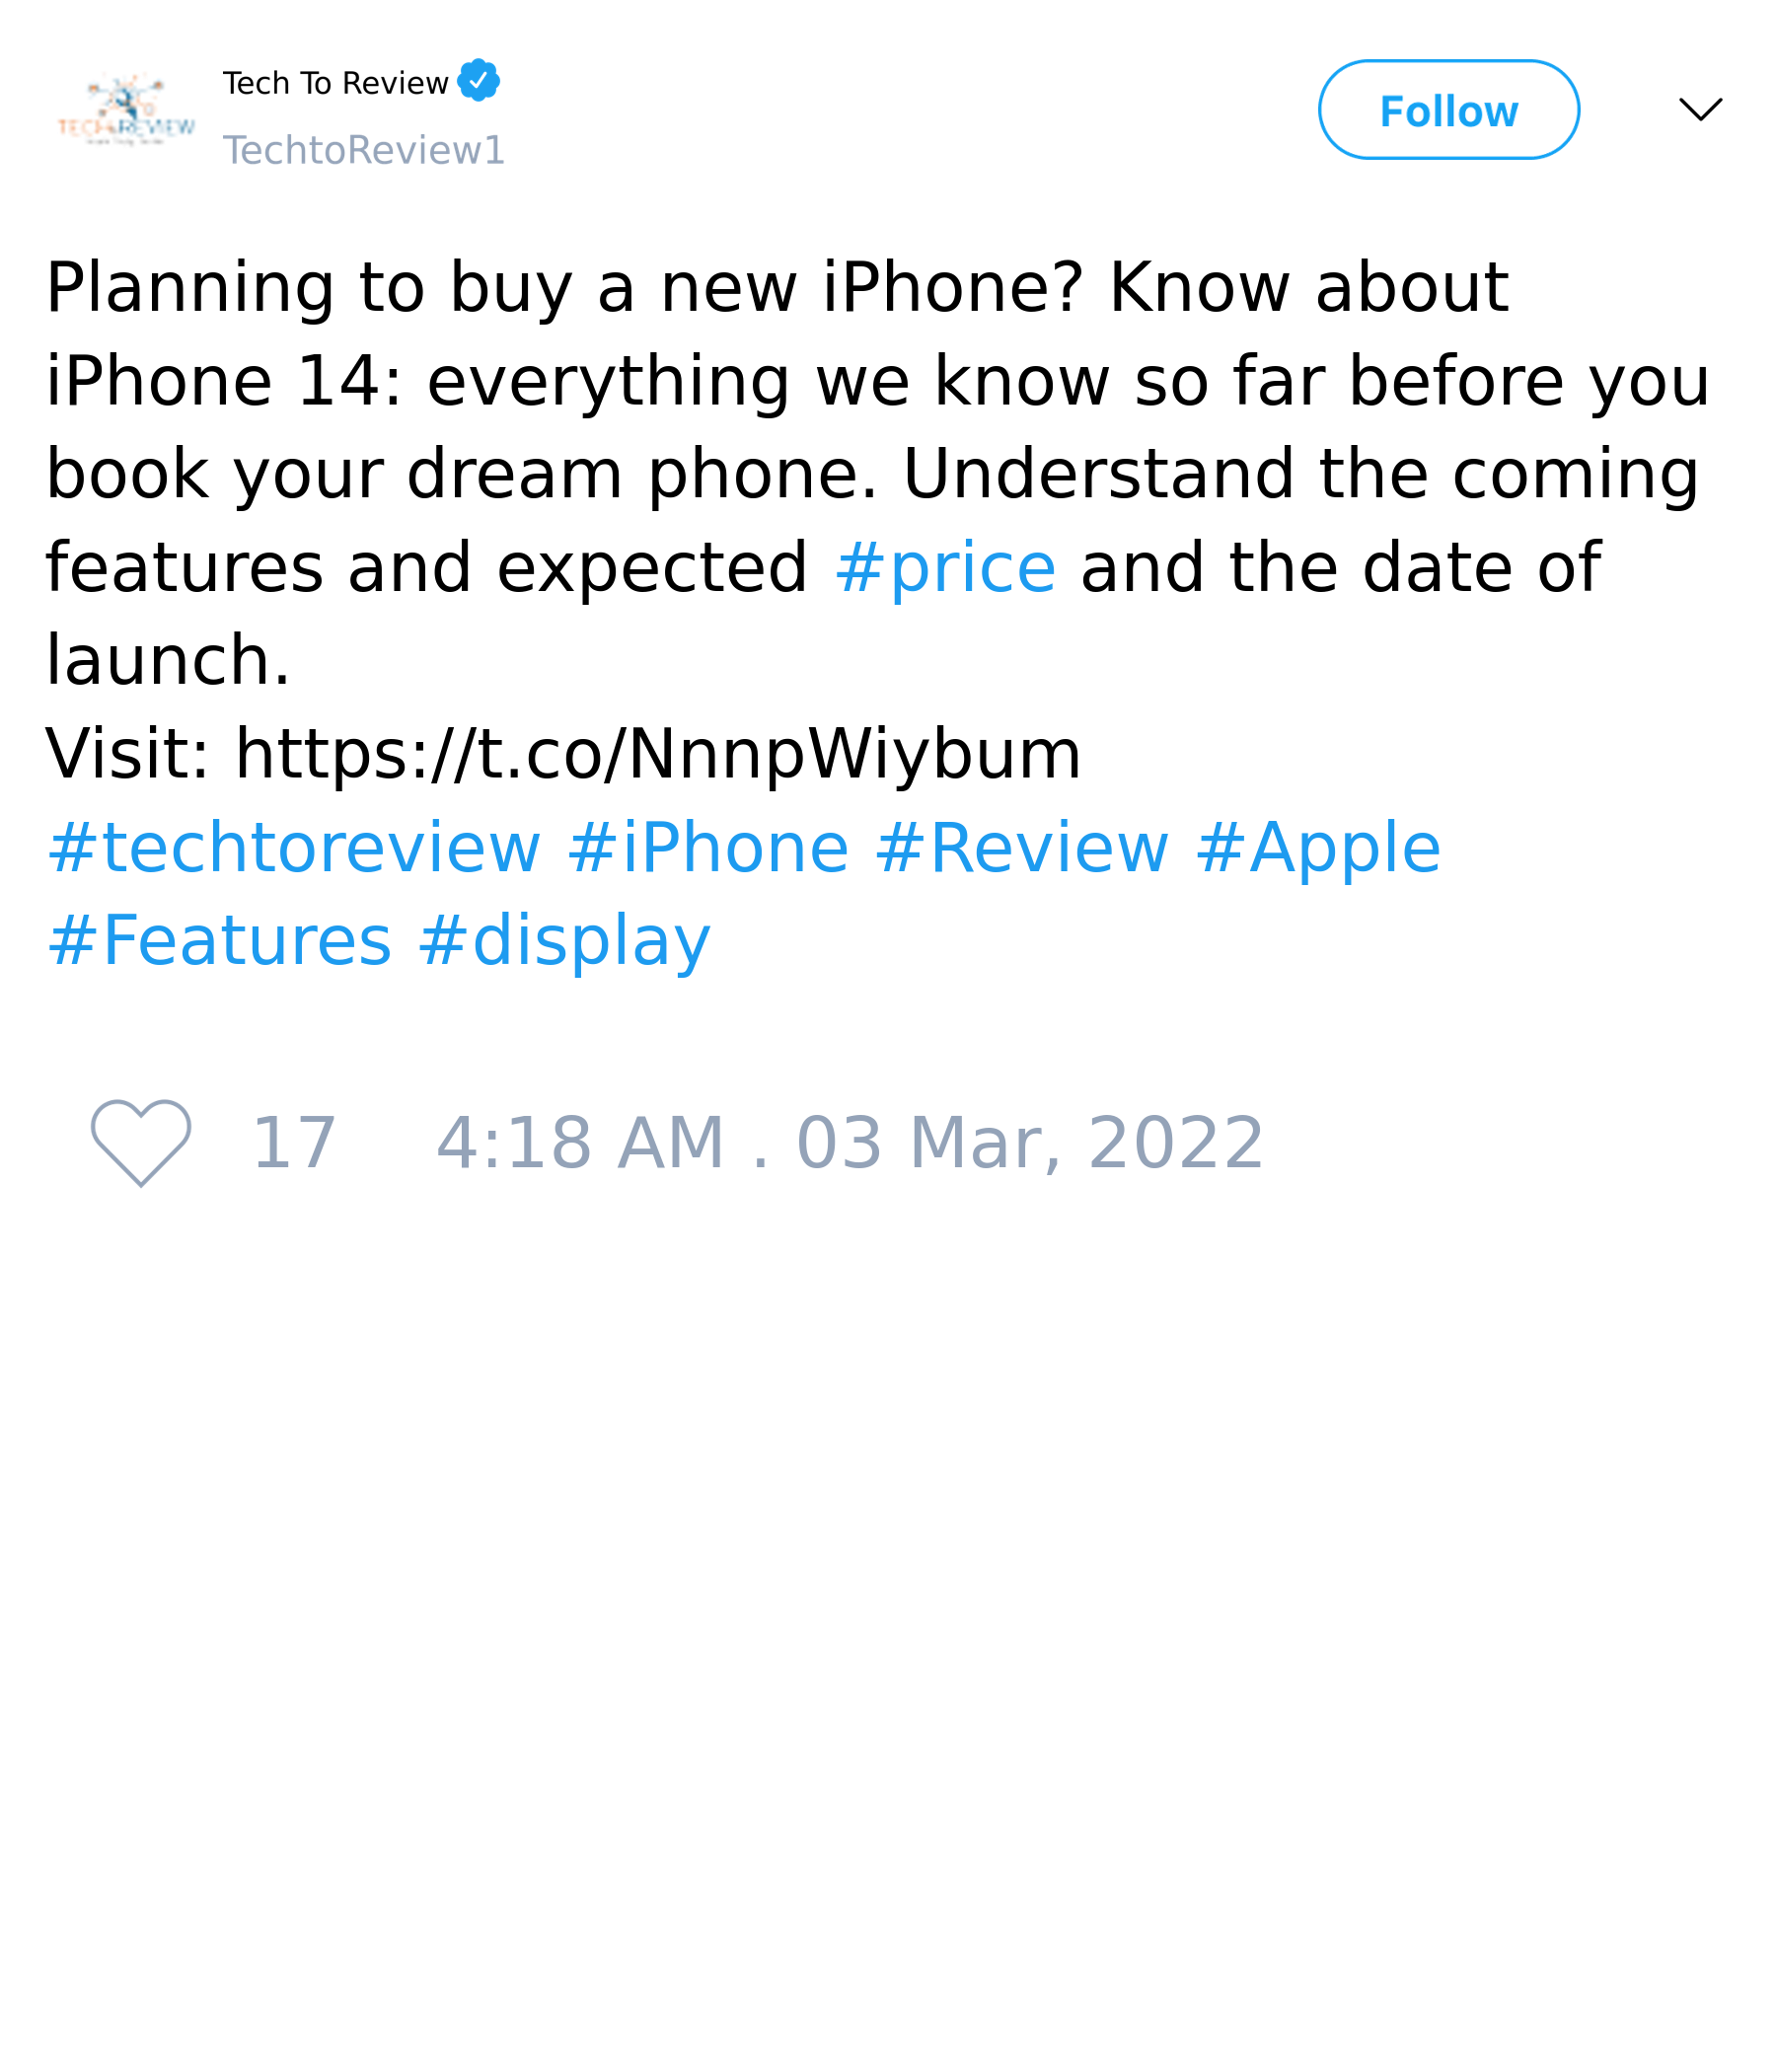 Tech To Review
TechtoReview1
Follow
TECH REVIEW
Planning to buy a new iPhone? Know about
iPhone 14: everything we know so far before you
book your dream phone. Understand the coming
features and expected #price and the date of
launch.
Visit: https://t.co/NnnpWiybum
#techtoreview #iPhone #Review #Apple
#Features #display
17 4:18 AM . 03 Mar, 2022